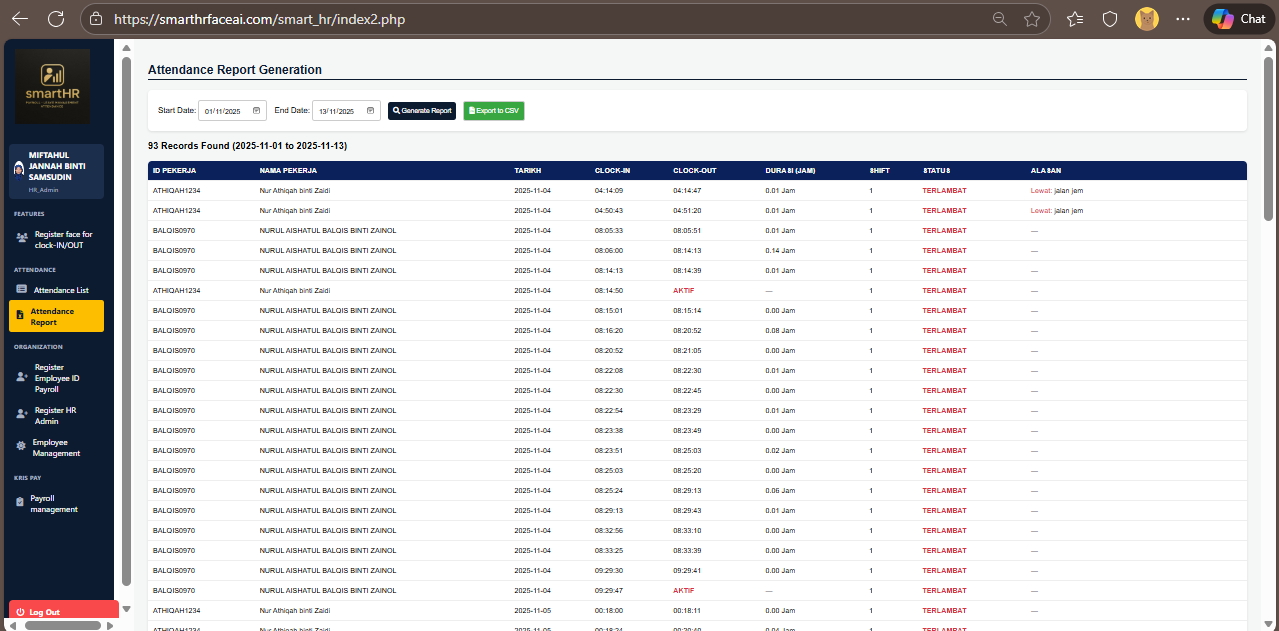 https://smarthrfaceai.com/smart_hr/index2.php
Chat
smartHR
MIFTAHUL
JANNAH BINTI
SAMSUDIN
HR_Admin
FEATURES
Register face for
clock-IN/OUT
ATTENDANCE
Attendance List
Attendance
Report
ORGANIZATION
Register
Employee ID
Payroll
Register HR
Admin
Employee
Management
KRIS PAY
Payroll
management
Log Out
Attendance Report Generation
Start Date: 01/11/2025 End Date: 13/11/2025 Generate Report Export to CSV
93 Records Found (2025-11-01 to 2025-11-13)
ID PEKERJA NAMA PEKERJA TARIKH CLOCK-IN CLOCK-OUT DURASI (JAM) SHIFT STATUS ALASAN
ATHIQAH1234 Nur Athiqah binti Zaidi 2025-11-04 04:14:09 04:14:47 0.01 Jam 1 TERLAMBAT Lewat: jalan jem
ATHIQAH1234 Nur Athiqah binti Zaidi 2025-11-04 04:50:43 04:51:20 0.01 Jam 1 TERLAMBAT Lewat: jalan jem
BALQIS0970 NURUL AISHATUL BALQIS BINTI ZAINOL 2025-11-04 08:05:33 08:05:51 0.01 Jam 1 TERLAMBAT —
BALQIS0970 NURUL AISHATUL BALQIS BINTI ZAINOL 2025-11-04 08:06:00 08:14:13 0.14 Jam 1 TERLAMBAT —
BALQIS0970 NURUL AISHATUL BALQIS BINTI ZAINOL 2025-11-04 08:14:13 08:14:39 0.01 Jam 1 TERLAMBAT —
ATHIQAH1234 Nur Athiqah binti Zaidi 2025-11-04 08:14:50 AKTIF — 1 TERLAMBAT —
BALQIS0970 NURUL AISHATUL BALQIS BINTI ZAINOL 2025-11-04 08:15:01 08:15:14 0.00 Jam 1 TERLAMBAT —
BALQIS0970 NURUL AISHATUL BALQIS BINTI ZAINOL 2025-11-04 08:16:20 08:20:52 0.08 Jam 1 TERLAMBAT —
BALQIS0970 NURUL AISHATUL BALQIS BINTI ZAINOL 2025-11-04 08:20:52 08:21:05 0.00 Jam 1 TERLAMBAT —
BALQIS0970 NURUL AISHATUL BALQIS BINTI ZAINOL 2025-11-04 08:22:08 08:22:30 0.01 Jam 1 TERLAMBAT —
BALQIS0970 NURUL AISHATUL BALQIS BINTI ZAINOL 2025-11-04 08:22:30 08:22:45 0.00 Jam 1 TERLAMBAT —
BALQIS0970 NURUL AISHATUL BALQIS BINTI ZAINOL 2025-11-04 08:22:54 08:23:29 0.01 Jam 1 TERLAMBAT —
BALQIS0970 NURUL AISHATUL BALQIS BINTI ZAINOL 2025-11-04 08:23:38 08:23:49 0.00 Jam 1 TERLAMBAT —
BALQIS0970 NURUL AISHATUL BALQIS BINTI ZAINOL 2025-11-04 08:23:51 08:25:03 0.02 Jam 1 TERLAMBAT —
BALQIS0970 NURUL AISHATUL BALQIS BINTI ZAINOL 2025-11-04 08:25:03 08:25:20 0.00 Jam 1 TERLAMBAT —
BALQIS0970 NURUL AISHATUL BALQIS BINTI ZAINOL 2025-11-04 08:25:24 08:29:13 0.06 Jam 1 TERLAMBAT —
BALQIS0970 NURUL AISHATUL BALQIS BINTI ZAINOL 2025-11-04 08:29:13 08:29:43 0.01 Jam 1 TERLAMBAT —
BALQIS0970 NURUL AISHATUL BALQIS BINTI ZAINOL 2025-11-04 08:32:56 08:33:10 0.00 Jam 1 TERLAMBAT —
BALQIS0970 NURUL AISHATUL BALQIS BINTI ZAINOL 2025-11-04 08:33:25 08:33:39 0.00 Jam 1 TERLAMBAT —
BALQIS0970 NURUL AISHATUL BALQIS BINTI ZAINOL 2025-11-04 09:29:30 09:29:41 0.00 Jam 1 TERLAMBAT —
BALQIS0970 NURUL AISHATUL BALQIS BINTI ZAINOL 2025-11-04 09:29:47 AKTIF — 1 TERLAMBAT —
ATHIQAH1234 Nur Athiqah binti Zaidi 2025-11-05 00:18:00 00:18:11 0.00 Jam 1 TERLAMBAT —
ATHIQAH1234 Nur Athiqah binti Zaidi 2025-11-05 00:18:24 00:20:40 0.04 Jam 1 TERLAMBAT —